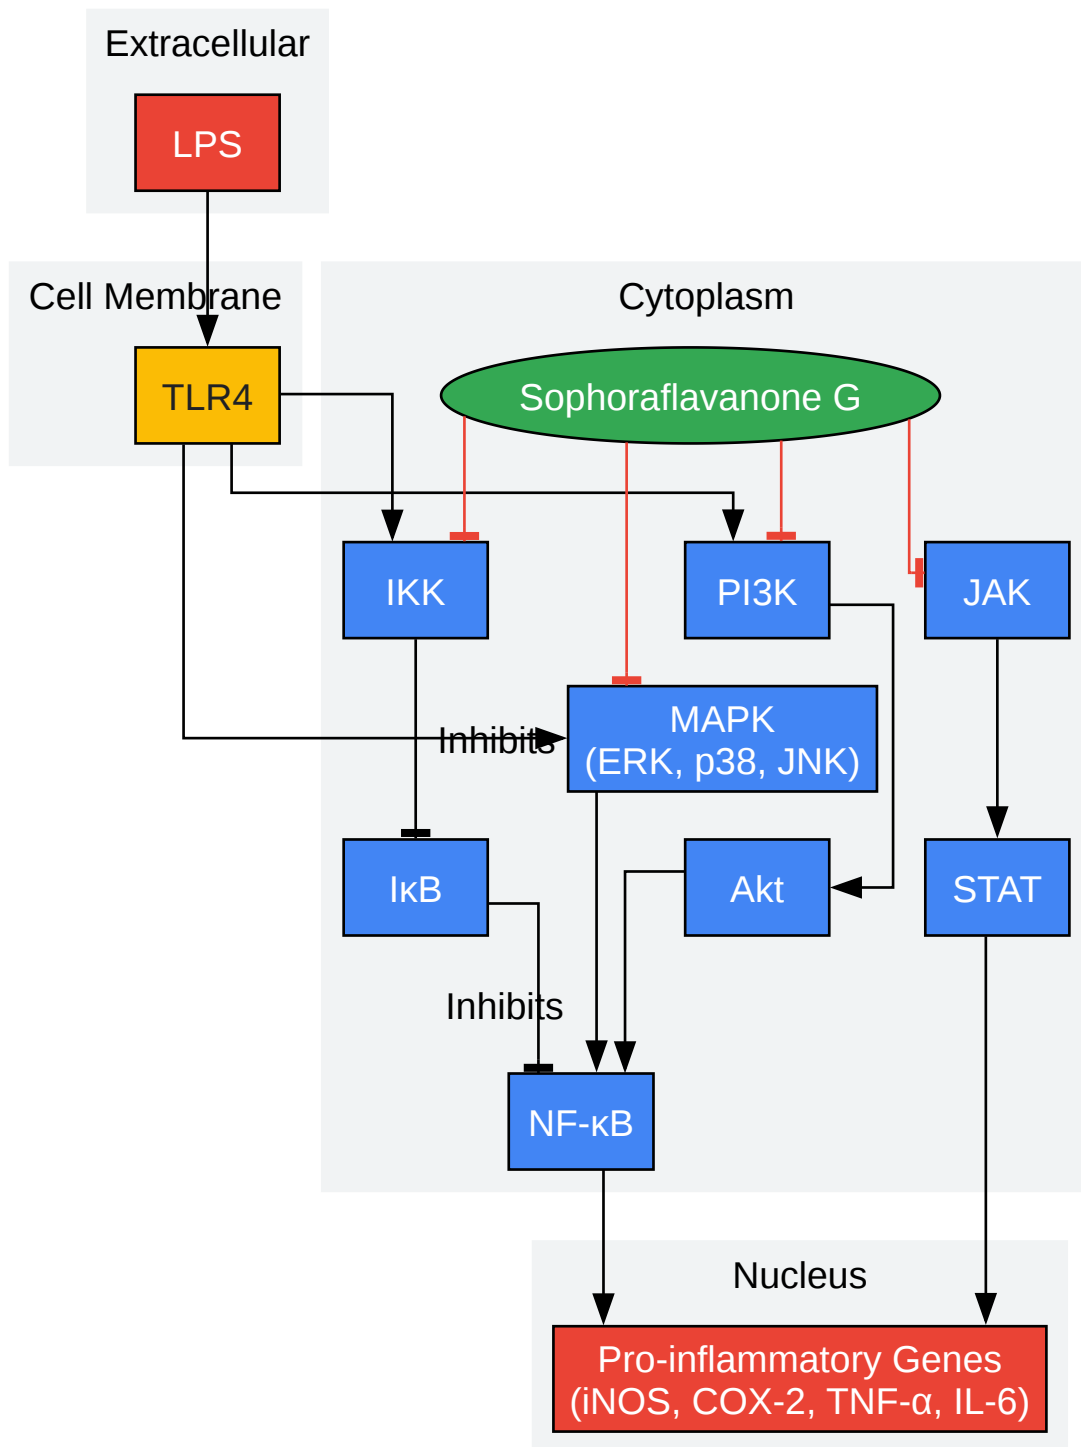 Extracellular
LPS
Cell Membrane
Cytoplasm
TLR4
Sophoraflavanone G
IKK
PI3K
JAK
Inhibits
MAPK
(ERK, p38, JNK)
IκB
Akt
STAT
Inhibits
NF-κB
Nucleus
Pro-inflammatory Genes
(iNOS, COX-2, TNF-α, IL-6)